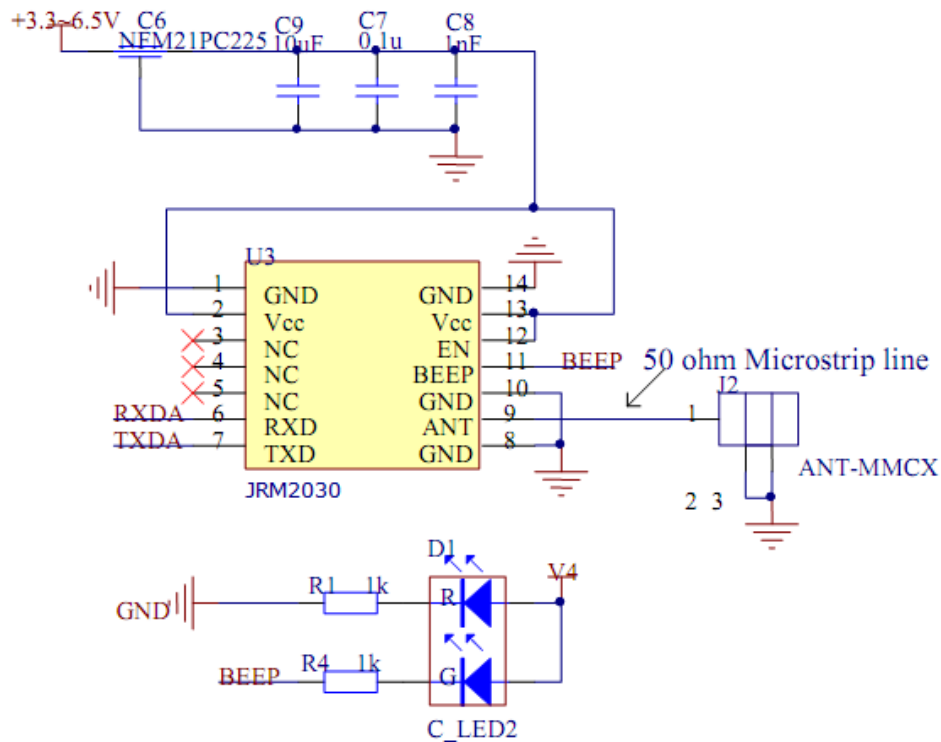 +3.3~6.5V
C6
NFM21PC225
C9
10uF
C7
0.1u
C8
1nF
U3
1 GND
2 Vcc
3 NC
4 NC
5 NC
RXDA 6 RXD
TXDA 7 TXD
GND 14
Vcc 13
EN 12
BEEP 11 BEEP
GND 10
ANT 9
GND 8
JRM2030
50 ohm Microstrip line
J2
1
ANT-MMCX
2 3
D1
V4
GND
R1 1k
R
BEEP
R4 1k
G
C_LED2